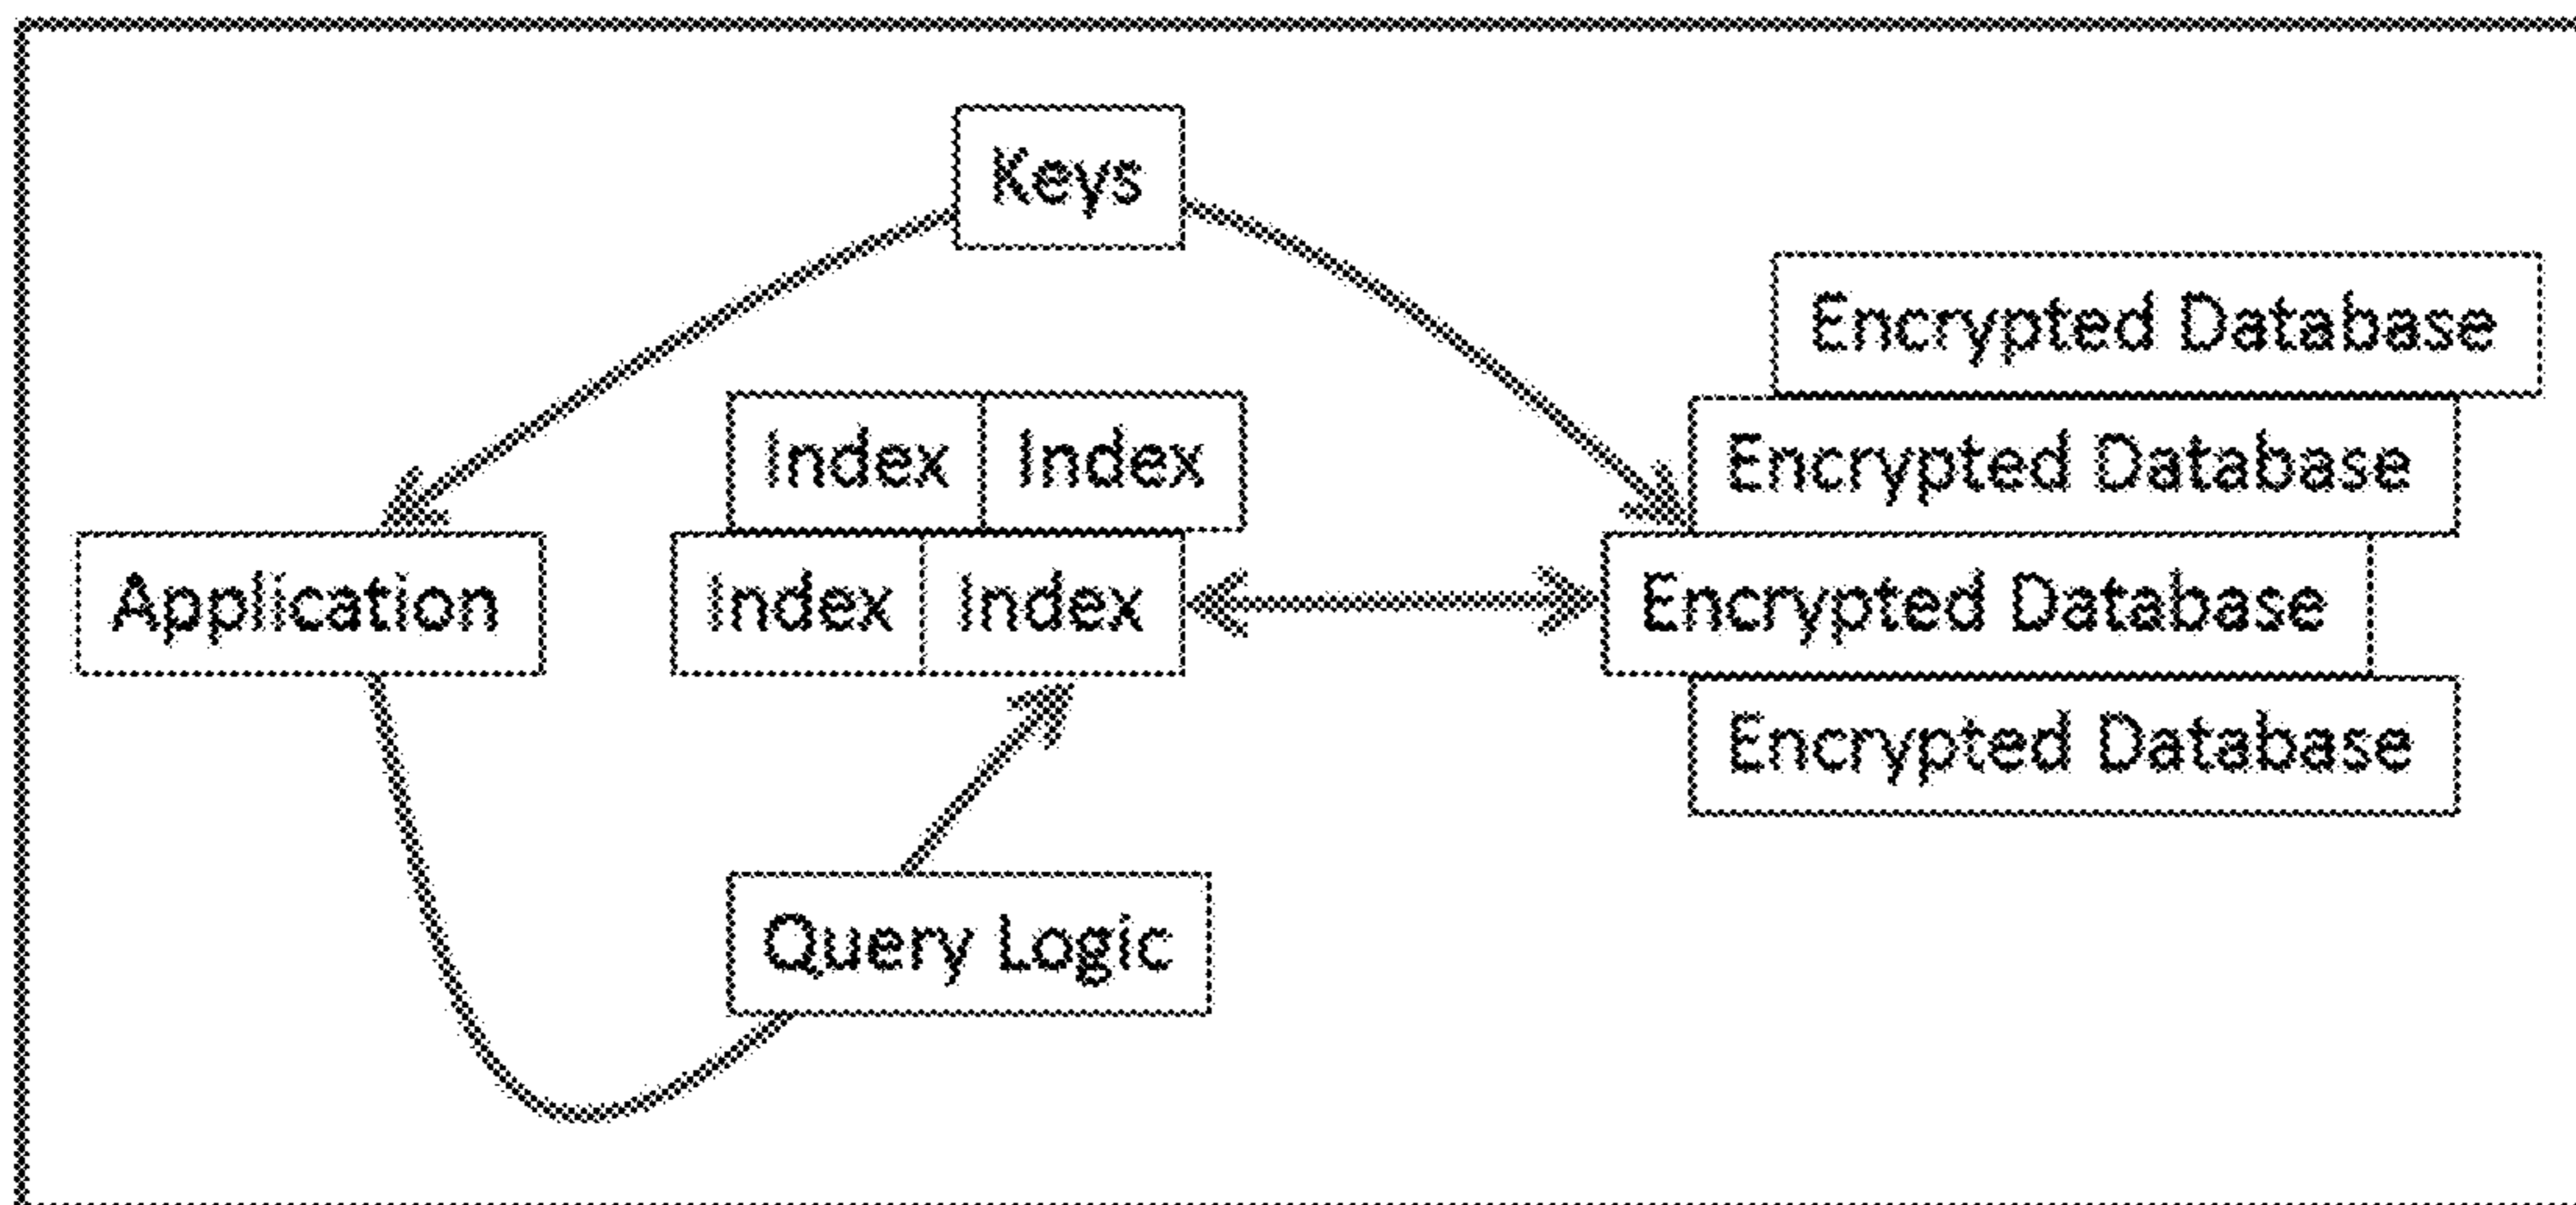 Keys
Encrypted Database
Index Index
Encrypted Database
Application
Index Index
Encrypted Database
Encrypted Database
Query Logic